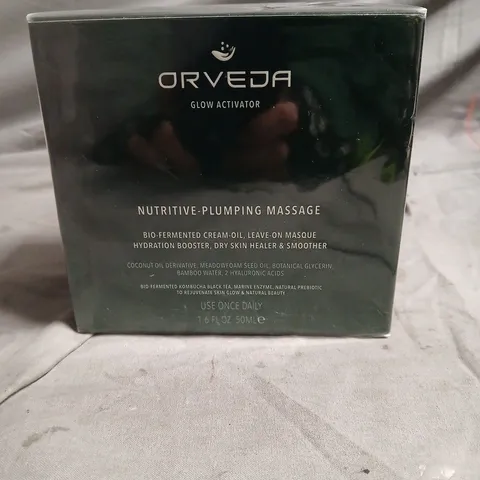 ORVEDA
GLOW ACTIVATOR
NUTRITIVE-PLUMPING MASSAGE
BIO-FERMENTED CREAM-OIL, LEAVE-ON MASQUE
HYDRATION BOOSTER, DRY SKIN HEALER & SMOOTHER
COCONUT OIL DERIVATIVE, MEADOWFOAM SEED OIL, BOTANICAL GLYCERIN,
BAMBOO WATER, 2 HYALURONIC ACIDS
BIO-FERMENTED KOMBUCHA BLACK TEA, MARINE ENZYME, NATURAL PREBIOTIC
TO REJUVENATE SKIN GLOW & NATURAL BEAUTY
USE ONCE DAILY
1.6 FL OZ 50ML℮